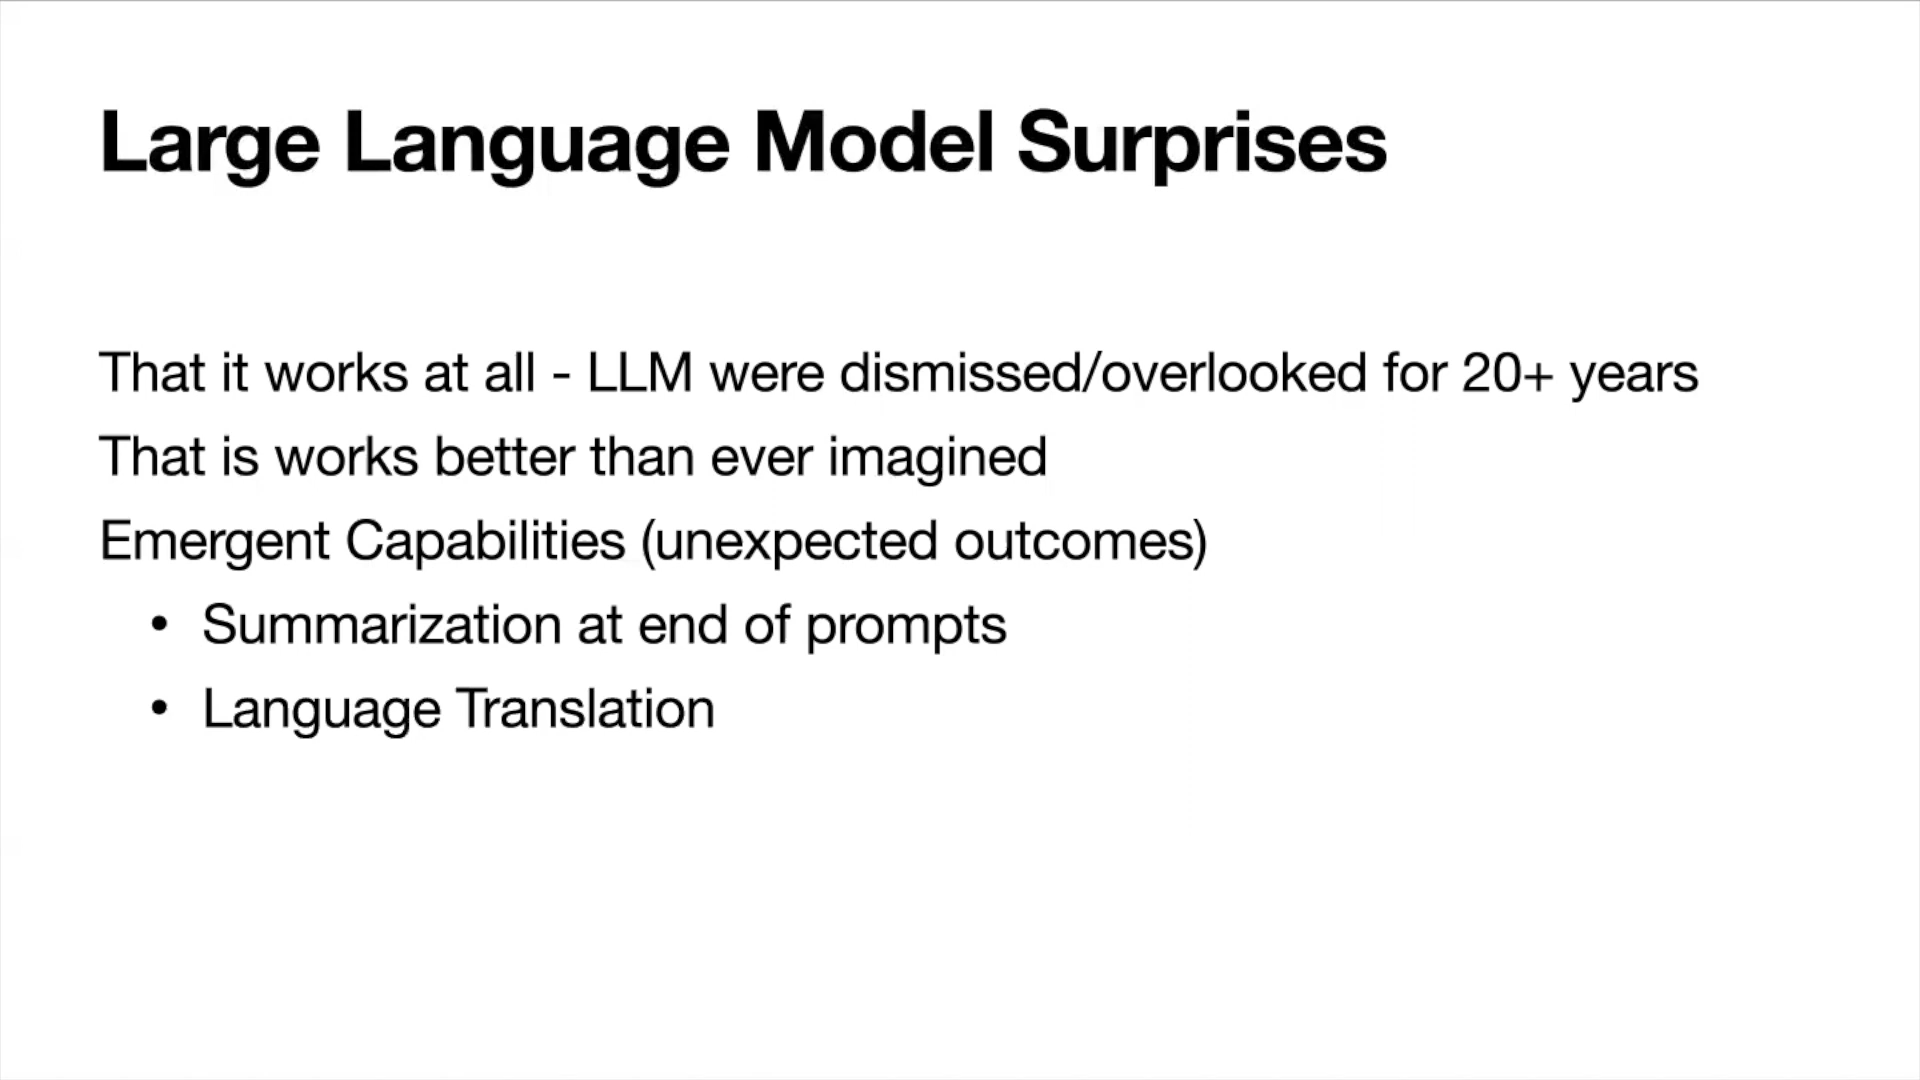 Large Language Model Surprises
That it works at all - LLM were dismissed/overlooked for 20+ years
That is works better than ever imagined
Emergent Capabilities (unexpected outcomes)
• Summarization at end of prompts
• Language Translation